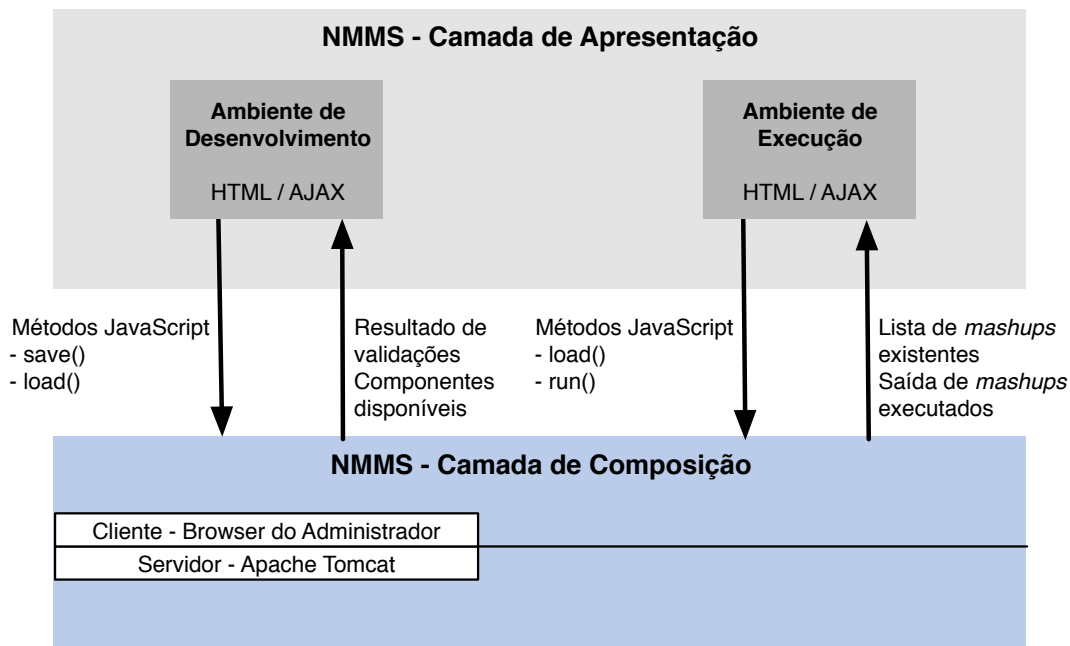 NMMS - Camada de Apresentação
Ambiente de
Desenvolvimento
HTML / AJAX
Ambiente de
Execução
HTML / AJAX
Métodos JavaScript
- save()
- load()
Resultado de
validações
Componentes
disponíveis
Métodos JavaScript
- load()
- run()
Lista de mashups
existentes
Saída de mashups
executados
NMMS - Camada de Composição
Cliente - Browser do Administrador
Servidor - Apache Tomcat